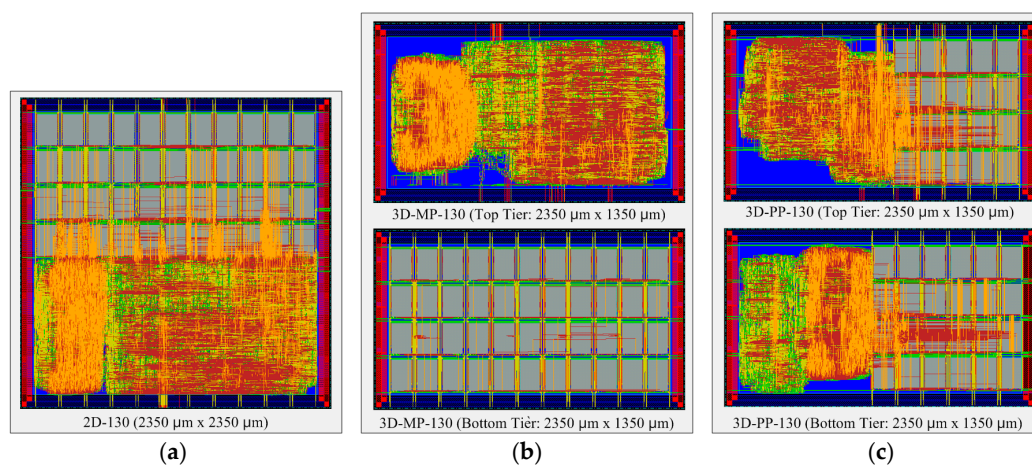 2D-130 (2350 µm x 2350 µm)
(a)
3D-MP-130 (Top Tier: 2350 µm x 1350 µm)
3D-MP-130 (Bottom Tier: 2350 µm x 1350 µm)
(b)
3D-PP-130 (Top Tier: 2350 µm x 1350 µm)
3D-PP-130 (Bottom Tier: 2350 µm x 1350 µm)
(c)